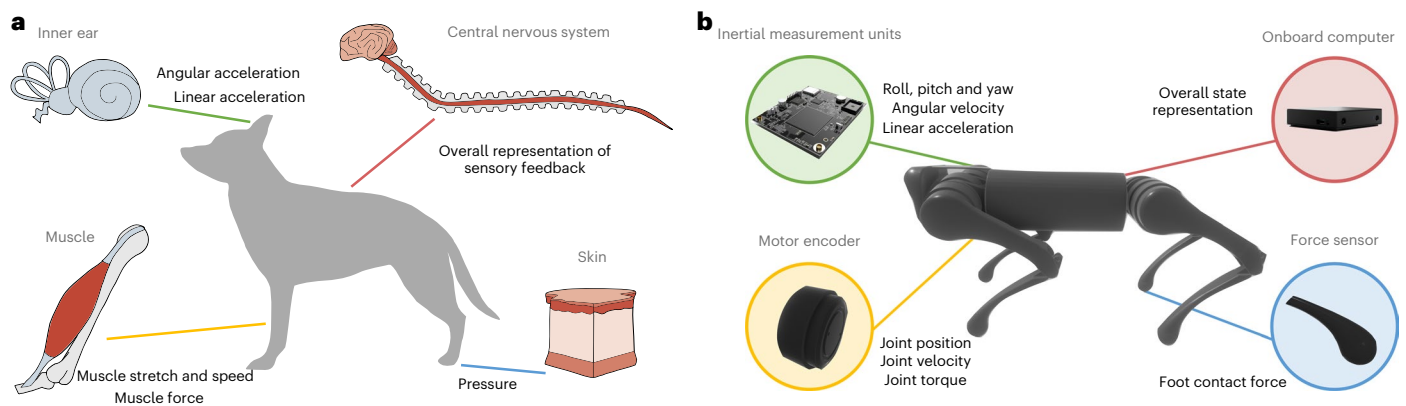 a
Inner ear
Angular acceleration
Linear acceleration
Central nervous system
Overall representation of
sensory feedback
Muscle
Muscle stretch and speed
Muscle force
Skin
Pressure
b
Inertial measurement units
Roll, pitch and yaw
Angular velocity
Linear acceleration
Onboard computer
Overall state
representation
Motor encoder
Joint position
Joint velocity
Joint torque
Force sensor
Foot contact force